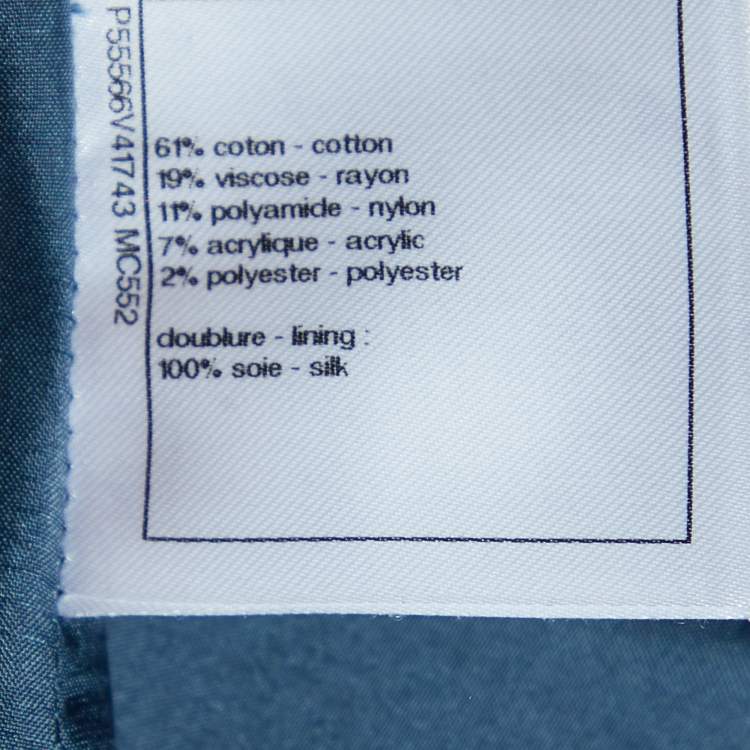 P55566V41743 MC552
61% coton - cotton
19% viscose - rayon
11% polyamide - nylon
7% acrylique - acrylic
2% polyester - polyester
doublure - lining :
100% soie - silk